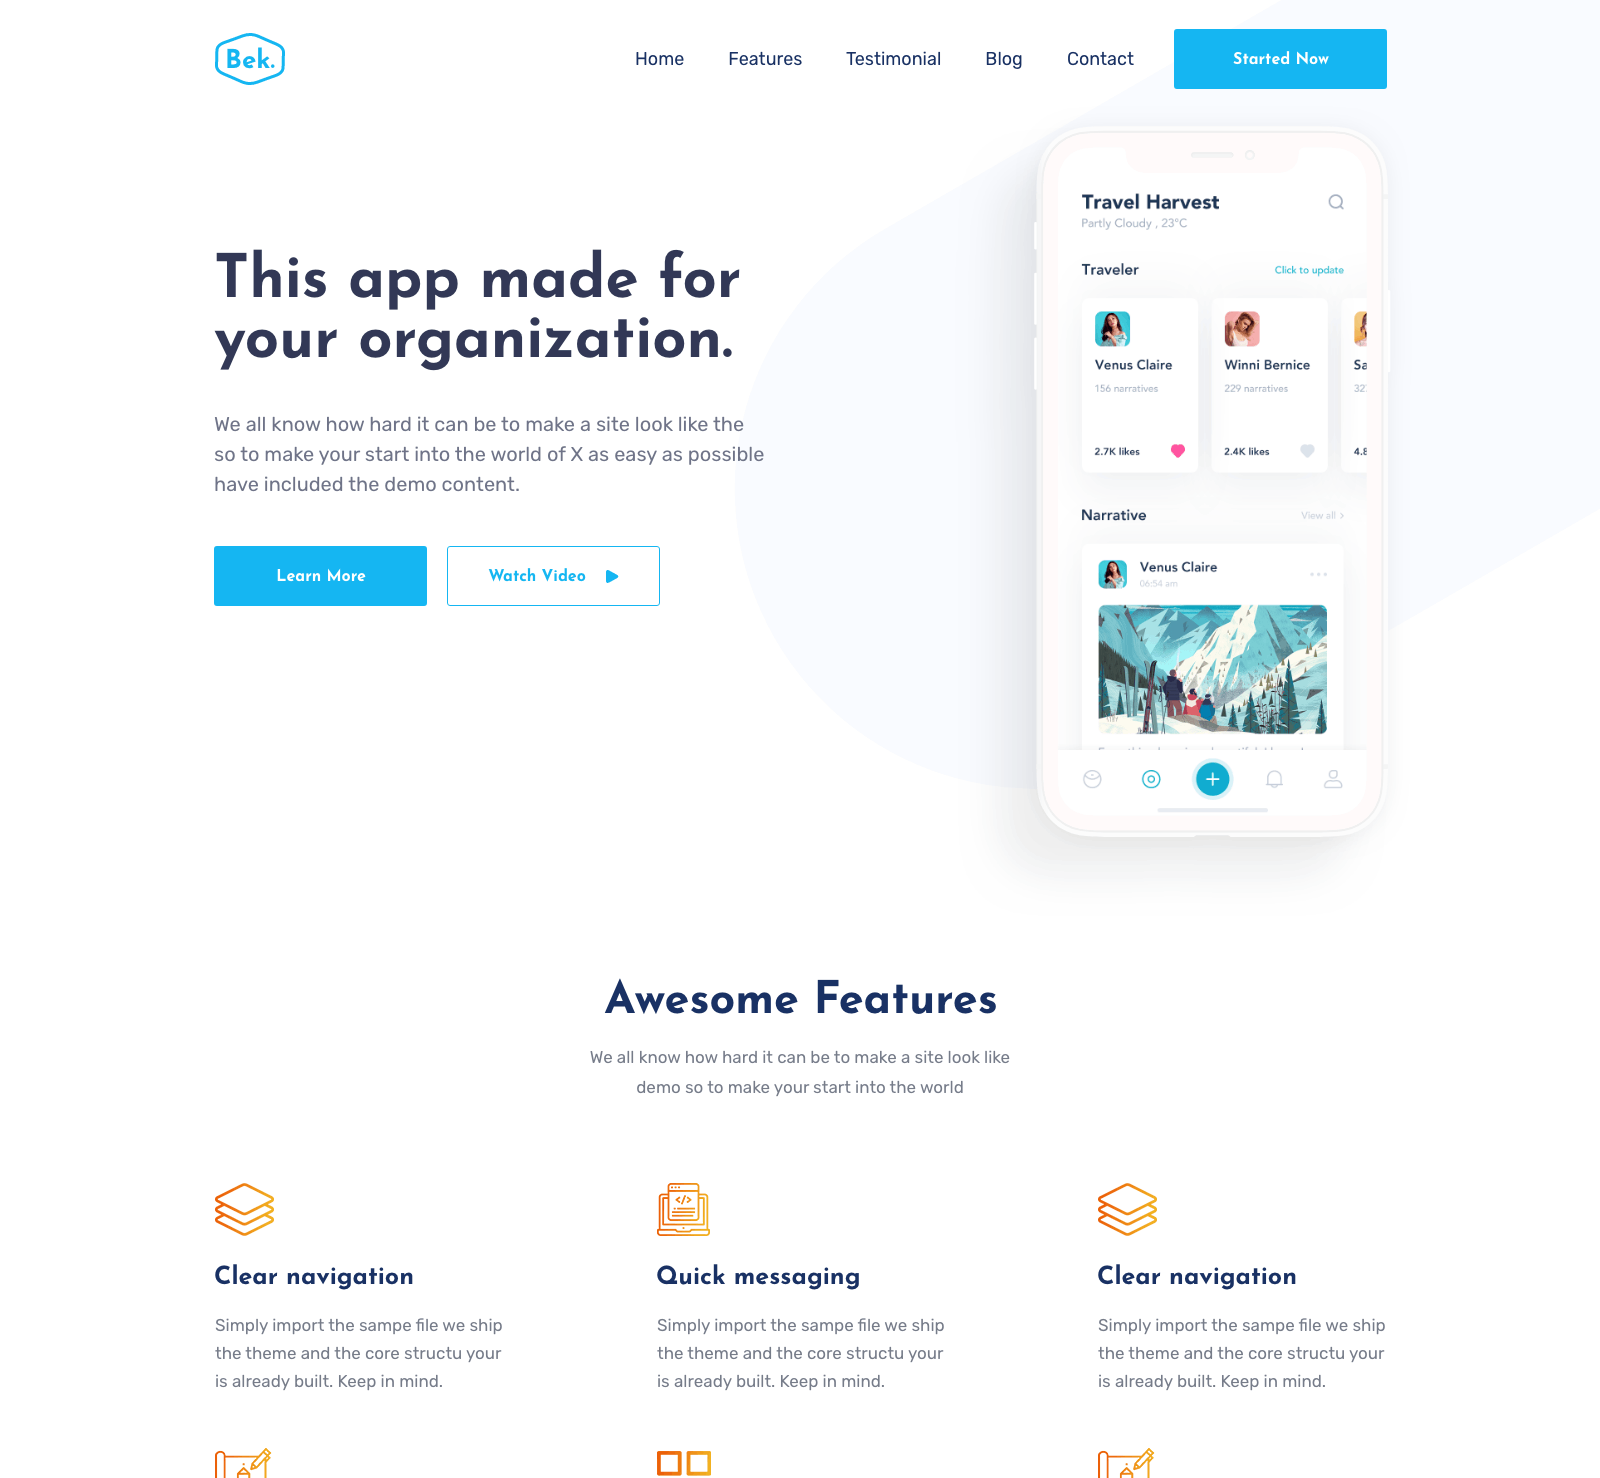 Bek.
Home Features Testimonial Blog Contact Started Now
This app made for
your organization.
We all know how hard it can be to make a site look like the
so to make your start into the world of X as easy as possible
have included the demo content.
Learn More Watch Video
Travel Harvest
Partly Cloudy , 23°C
Traveler Click to update
Venus Claire Winni Bernice Sa
156 narratives 229 narratives 327
2.7K likes 2.4K likes 4.8
Narrative View all >
Venus Claire
06:54 am
Awesome Features
We all know how hard it can be to make a site look like
demo so to make your start into the world
Clear navigation
Simply import the sampe file we ship
the theme and the core structu your
is already built. Keep in mind.
Quick messaging
Simply import the sampe file we ship
the theme and the core structu your
is already built. Keep in mind.
Clear navigation
Simply import the sampe file we ship
the theme and the core structu your
is already built. Keep in mind.